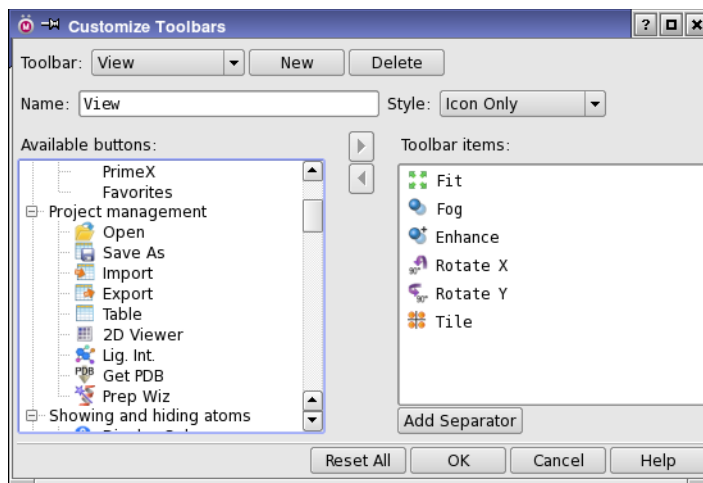 Customize Toolbars
Toolbar: View New Delete
Name: View Style: Icon Only
Available buttons:
PrimeX
Favorites
Project management
Open
Save As
Import
Export
Table
2D Viewer
Lig. Int.
PDB Get PDB
Prep Wiz
Showing and hiding atoms
Toolbar items:
Fit
Fog
Enhance
90° Rotate X
90° Rotate Y
Tile
Add Separator
Reset All OK Cancel Help